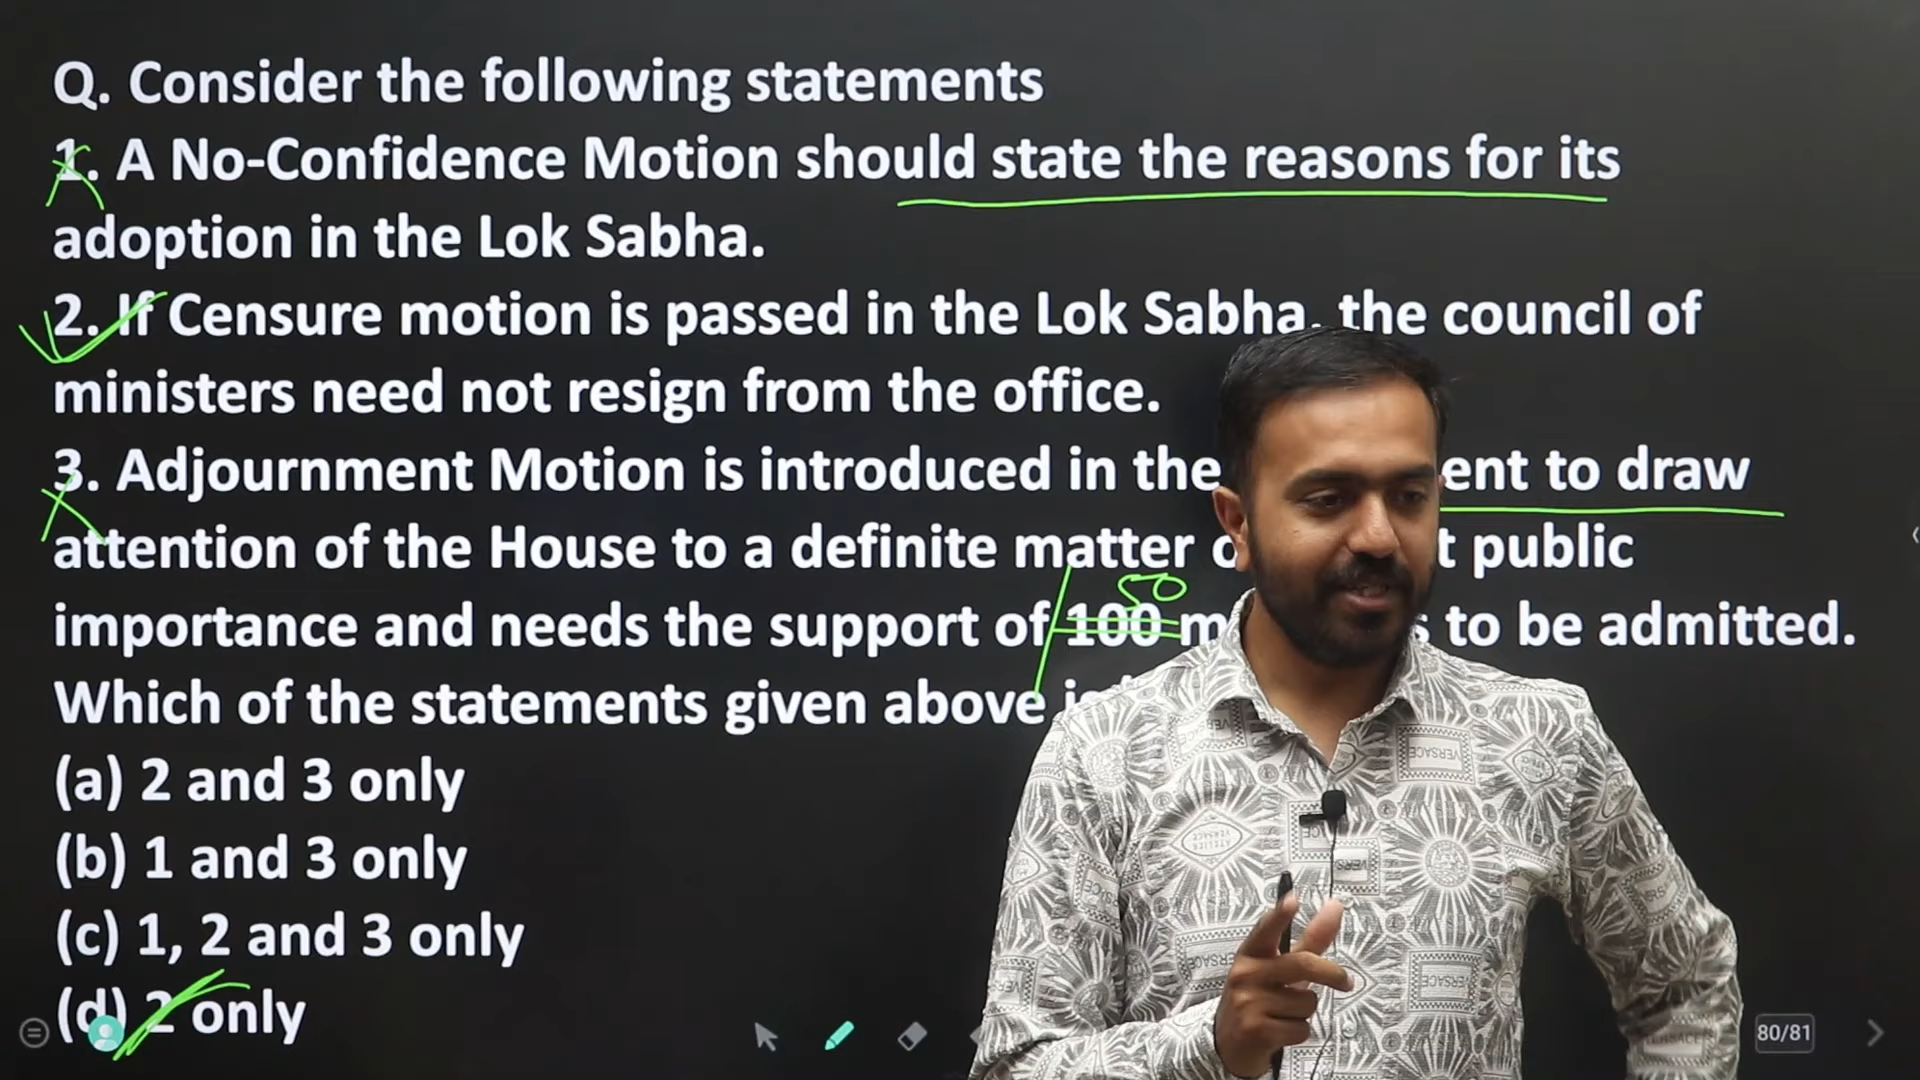 Q. Consider the following statements
1. A No-Confidence Motion should state the reasons for its
adoption in the Lok Sabha.
2. If Censure motion is passed in the Lok Sabha, the council of
ministers need not resign from the office.
3. Adjournment Motion is introduced in the ent to draw
attention of the House to a definite matter public
50
importance and needs the support of 100 to be admitted.
Which of the statements given above
(a) 2 and 3 only
(b) 1 and 3 only
(c) 1, 2 and 3 only
(d) 2 only
80/81